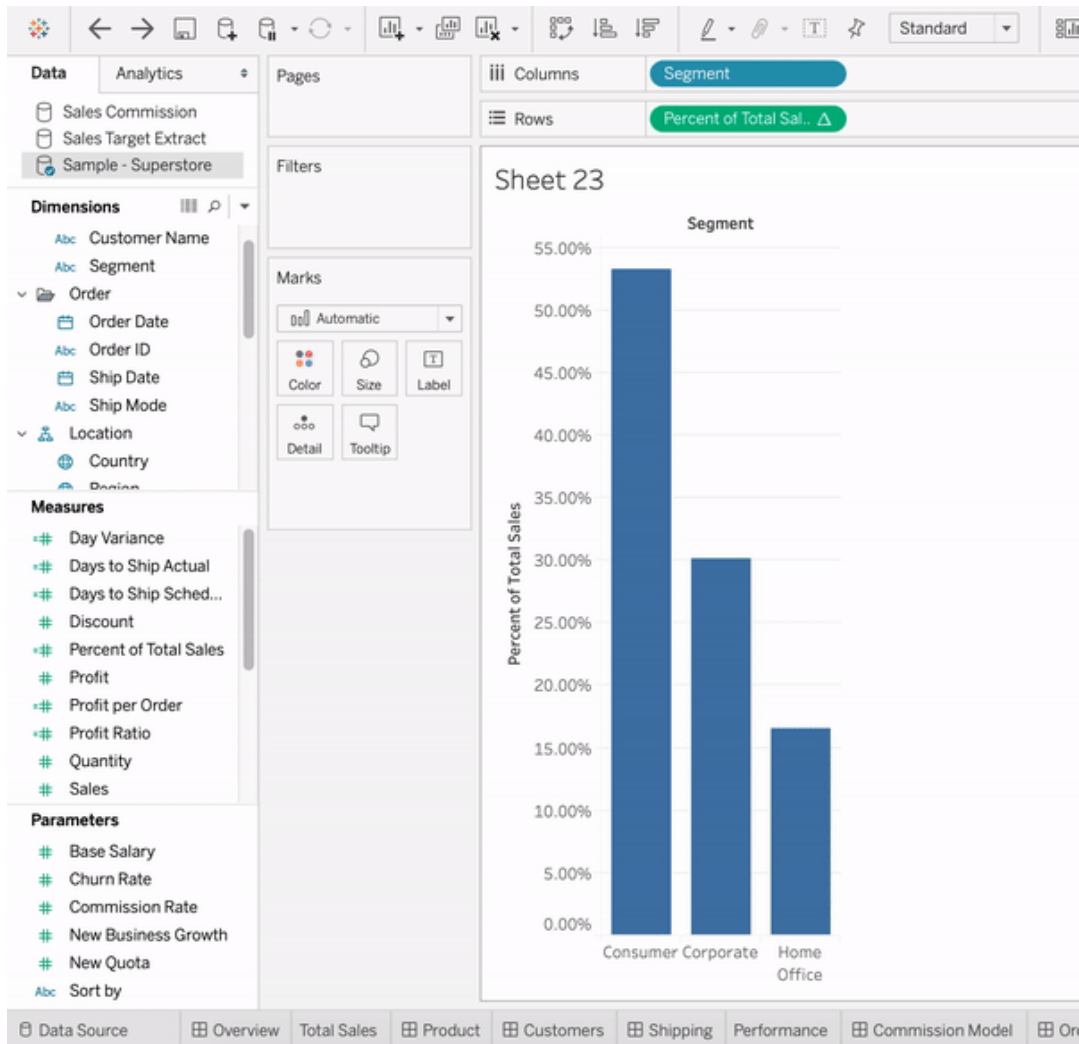 Standard
Data Analytics
Sales Commission
Sales Target Extract
Sample - Superstore
Dimensions
Abc Customer Name
Abc Segment
Order
Order Date
Abc Order ID
Ship Date
Abc Ship Mode
Location
Country
Region
Measures
Day Variance
Days to Ship Actual
Days to Ship Sched...
Discount
Percent of Total Sales
Profit
Profit per Order
Profit Ratio
Quantity
Sales
Parameters
Base Salary
Churn Rate
Commission Rate
New Business Growth
New Quota
Abc Sort by
Pages
Filters
Marks
Automatic
Color Size Label
Detail Tooltip
Columns Segment
Rows Percent of Total Sal..
Sheet 23
Segment
55.00%
50.00%
45.00%
40.00%
35.00%
30.00%
25.00%
20.00%
15.00%
10.00%
5.00%
0.00%
Percent of Total Sales
Consumer Corporate Home
Office
Data Source Overview Total Sales Product Customers Shipping Performance Commission Model